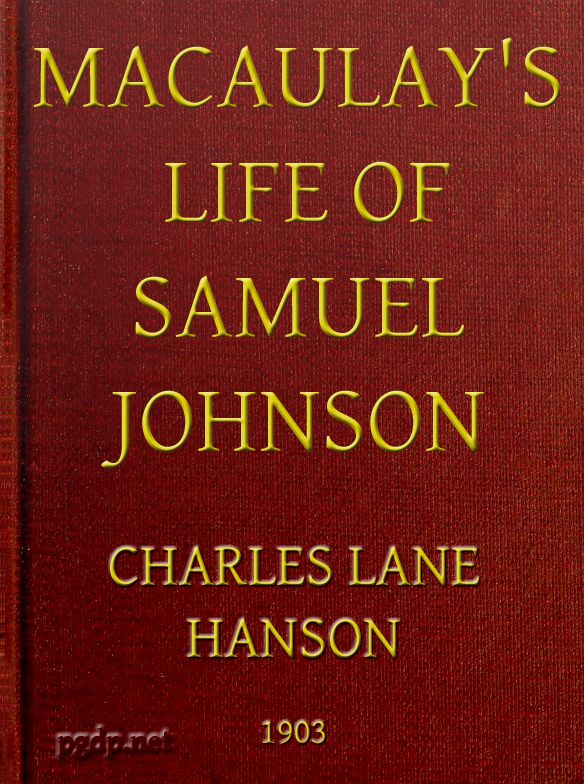 MACAULAY'S
LIFE OF
SAMUEL
JOHNSON
CHARLES LANE
HANSON
1903
pgdp.net